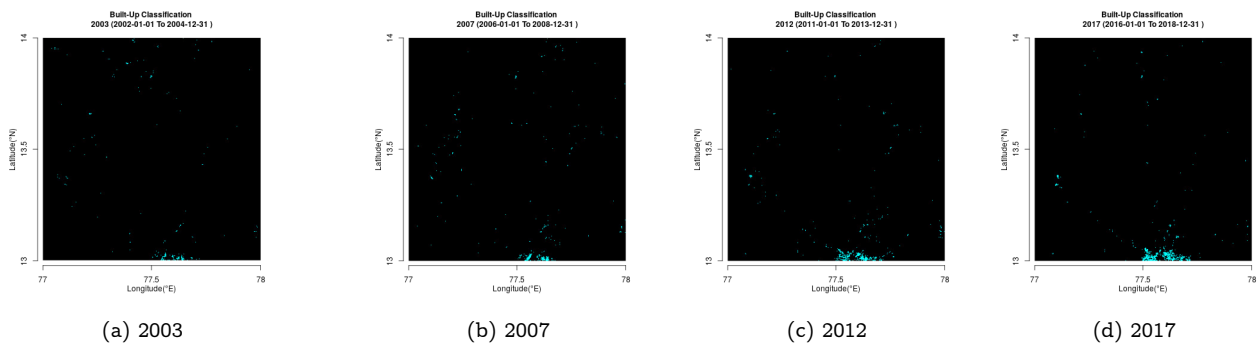 Built-Up Classification
2003 (2002-01-01 To 2004-12-31 )
Latitude(°N)
14
13.5
13
77
77.5
78
Longitude(°E)
(a) 2003
Built-Up Classification
2007 (2006-01-01 To 2008-12-31 )
Latitude(°N)
14
13.5
13
77
77.5
78
Longitude(°E)
(b) 2007
Built-Up Classification
2012 (2011-01-01 To 2013-12-31 )
Latitude(°N)
14
13.5
13
77
77.5
78
Longitude(°E)
(c) 2012
Built-Up Classification
2017 (2016-01-01 To 2018-12-31 )
Latitude(°N)
14
13.5
13
77
77.5
78
Longitude(°E)
(d) 2017